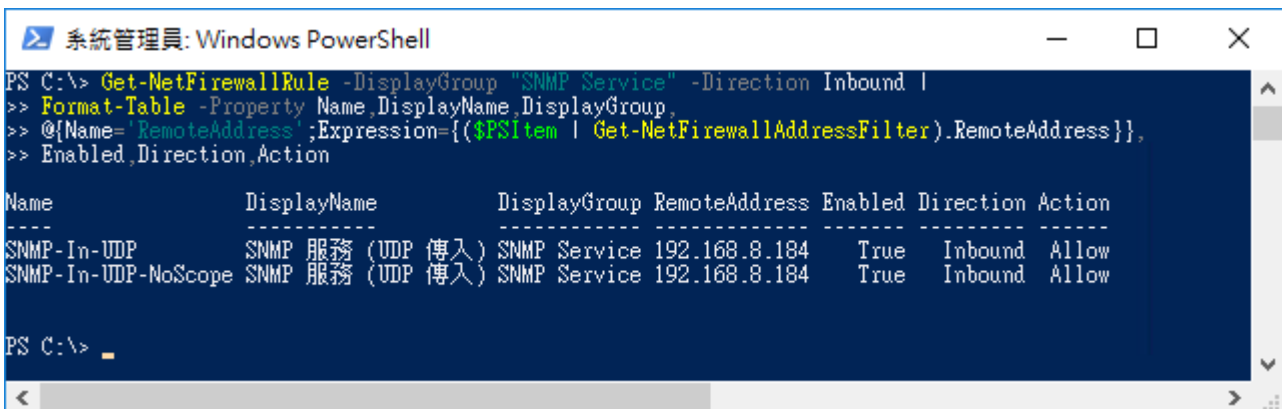 系統管理員: Windows PowerShell
PS C:\> Get-NetFirewallRule -DisplayGroup "SNMP Service" -Direction Inbound |
>> Format-Table -Property Name,DisplayName,DisplayGroup,
>> @{Name='RemoteAddress';Expression={($PSItem | Get-NetFirewallAddressFilter).RemoteAddress}},
>> Enabled,Direction,Action
Name DisplayName DisplayGroup RemoteAddress Enabled Direction Action
---- ----------- ------------ ------------- ------- --------- ------
SNMP-In-UDP SNMP 服務 (UDP 傳入) SNMP Service 192.168.8.184 True Inbound Allow
SNMP-In-UDP-NoScope SNMP 服務 (UDP 傳入) SNMP Service 192.168.8.184 True Inbound Allow
PS C:\> _